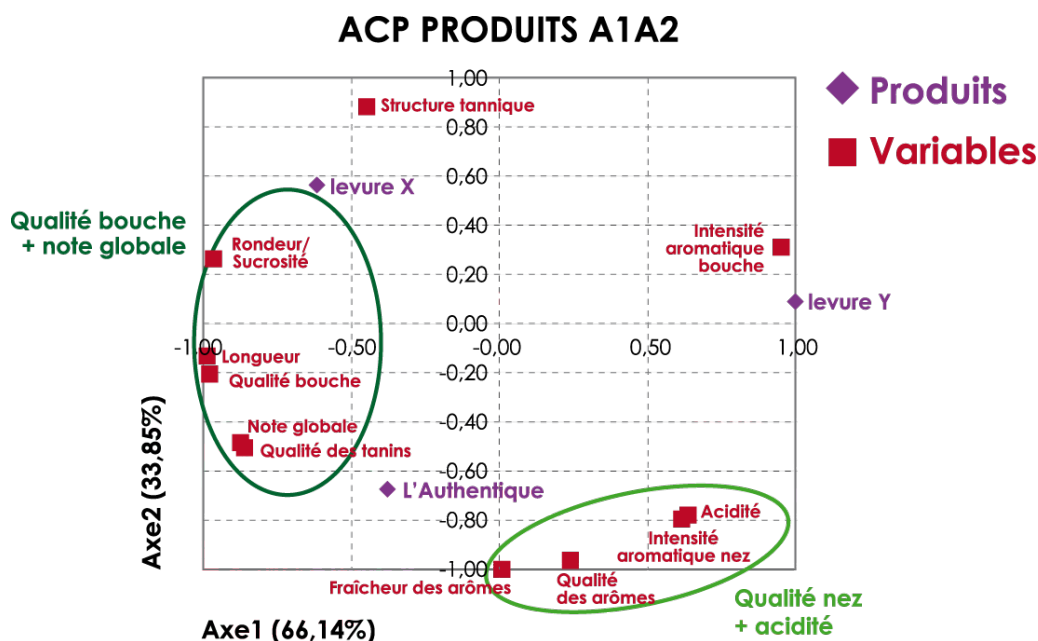 ACP PRODUITS A1A2
1,00
0,80
0,60
0,40
0,20
0,00
-0,20
-0,40
-0,60
-0,80
-1,00
-1,00
-0,50
-0,00
0,50
1,00
Produits
Variables
Structure tannique
levure X
Qualité bouche
+ note globale
Rondeur/
Sucrosité
Intensité
aromatique
bouche
levure Y
Longueur
Qualité bouche
Note globale
Qualité des tanins
L'Authentique
Acidité
Intensité
aromatique nez
Fraîcheur des arômes
Qualité
des arômes
Qualité nez
+ acidité
Axe2 (33,85%)
Axe1 (66,14%)